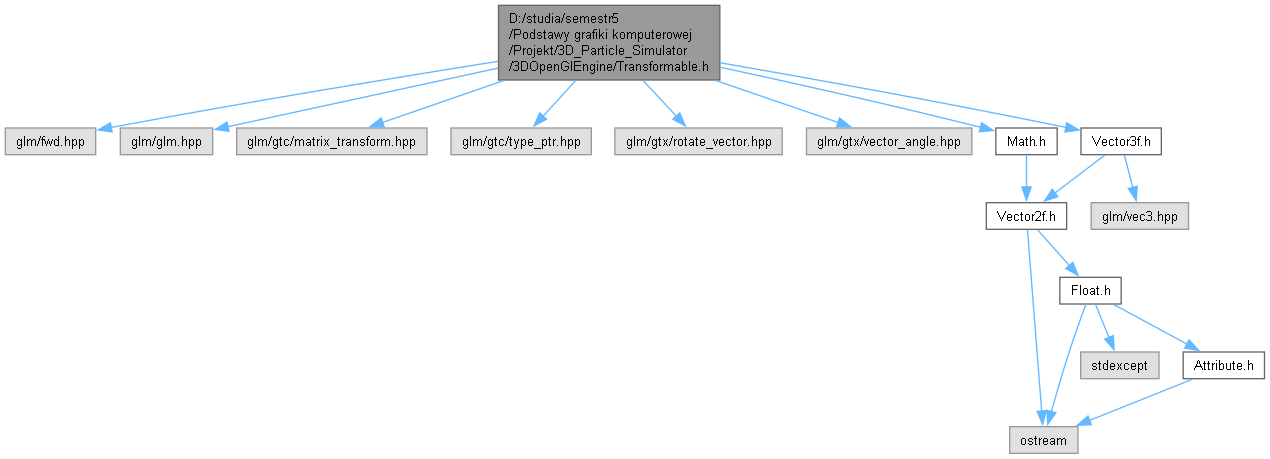 D:/studia/semestr5
/Podstawy grafiki komputerowej
/Projekt/3D_Particle_Simulator
/3DOpenGlEngine/Transformable.h
glm/fwd.hpp
glm/glm.hpp
glm/gtc/matrix_transform.hpp
glm/gtc/type_ptr.hpp
glm/gtx/rotate_vector.hpp
glm/gtx/vector_angle.hpp
Math.h
Vector3f.h
Vector2f.h
glm/vec3.hpp
Float.h
stdexcept
Attribute.h
ostream